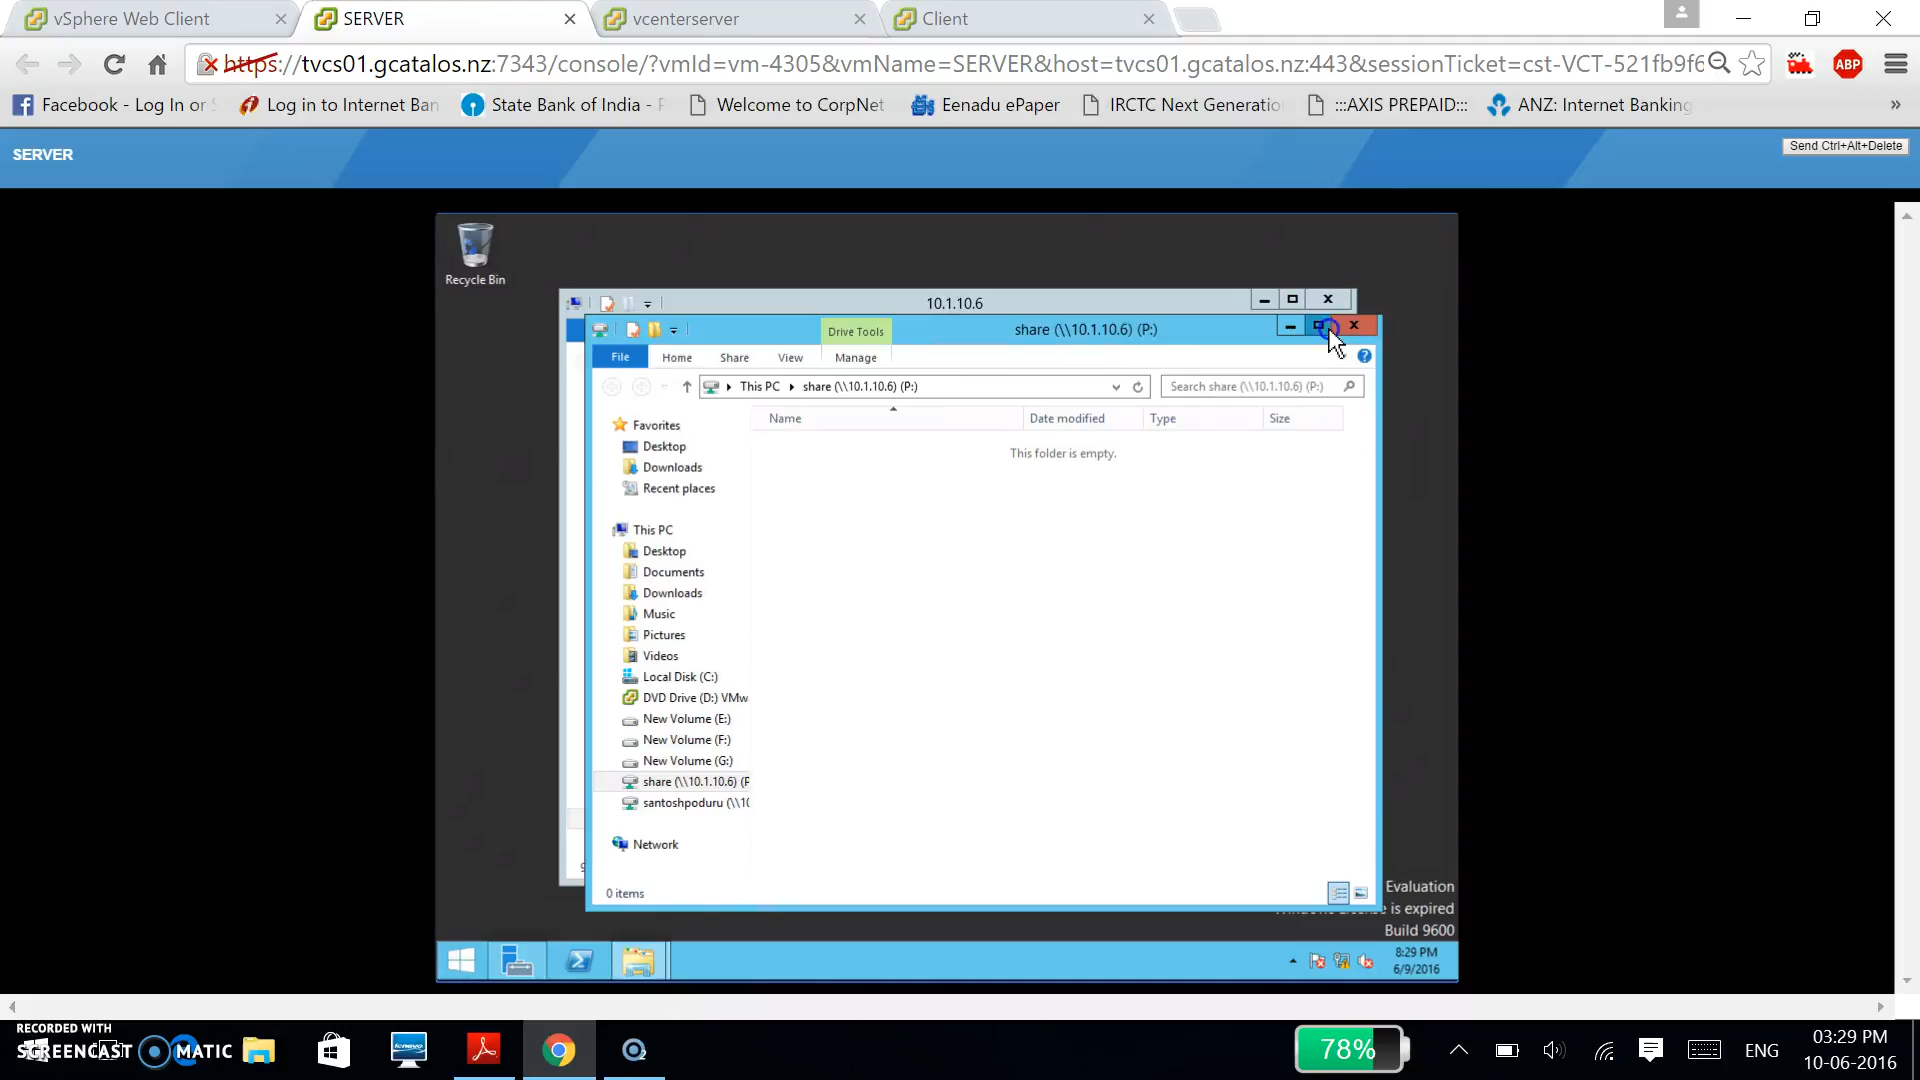 vSphere Web Client
SERVER
vcenterserver
Client
https://tvcs01.gcatalos.nz:7343/console/?vmId=vm-4305&vmName=SERVER&host=tvcs01.gcatalos.nz:443&sessionTicket=cst-VCT-521fb9f6
ABP
Facebook - Log In or
Log in to Internet Ban
State Bank of India - P
Welcome to CorpNet
Eenadu ePaper
IRCTC Next Generatio
:::AXIS PREPAID:::
ANZ: Internet Banking
»
SERVER
Send Ctrl+Alt+Delete
Recycle Bin
10.1.10.6
Drive Tools
share (\\10.1.10.6) (P:)
File
Home
Share
View
Manage
This PC
share (\\10.1.10.6) (P:)
Search share (\\10.1.10.6) (P:)
Name
Date modified
Type
Size
This folder is empty.
Favorites
Desktop
Downloads
Recent places
This PC
Desktop
Documents
Downloads
Music
Pictures
Videos
Local Disk (C:)
DVD Drive (D:) VMw
New Volume (E:)
New Volume (F:)
New Volume (G:)
share (\\10.1.10.6) (P
santoshpoduru (\\10
Network
0 items
Evaluation
is expired
Build 9600
8:29 PM
6/9/2016
RECORDED WITH
SCREENCAST MATIC
78%
ENG
03:29 PM
10-06-2016